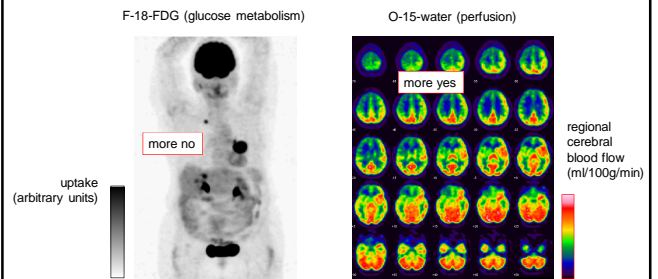 F-18-FDG (glucose metabolism)
O-15-water (perfusion)
more yes
more no
regional
cerebral
blood flow
(ml/100g/min)
uptake
(arbitrary units)